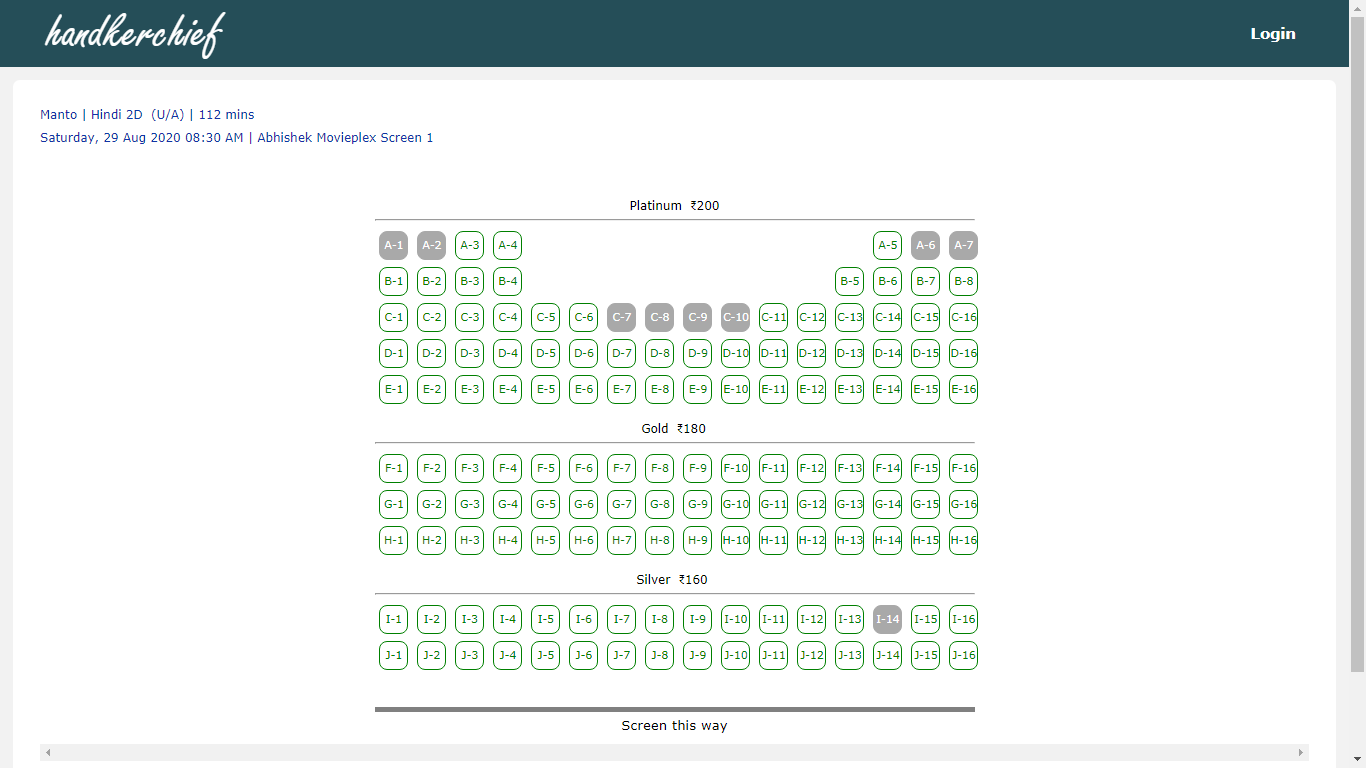 handkerchief Login
Manto | Hindi 2D (U/A) | 112 mins
Saturday, 29 Aug 2020 08:30 AM | Abhishek Movieplex Screen 1
Platinum ₹200
A-1 A-2 A-3 A-4 A-5 A-6 A-7
B-1 B-2 B-3 B-4 B-5 B-6 B-7 B-8
C-1 C-2 C-3 C-4 C-5 C-6 C-7 C-8 C-9 C-10 C-11 C-12 C-13 C-14 C-15 C-16
D-1 D-2 D-3 D-4 D-5 D-6 D-7 D-8 D-9 D-10 D-11 D-12 D-13 D-14 D-15 D-16
E-1 E-2 E-3 E-4 E-5 E-6 E-7 E-8 E-9 E-10 E-11 E-12 E-13 E-14 E-15 E-16
Gold ₹180
F-1 F-2 F-3 F-4 F-5 F-6 F-7 F-8 F-9 F-10 F-11 F-12 F-13 F-14 F-15 F-16
G-1 G-2 G-3 G-4 G-5 G-6 G-7 G-8 G-9 G-10 G-11 G-12 G-13 G-14 G-15 G-16
H-1 H-2 H-3 H-4 H-5 H-6 H-7 H-8 H-9 H-10 H-11 H-12 H-13 H-14 H-15 H-16
Silver ₹160
I-1 I-2 I-3 I-4 I-5 I-6 I-7 I-8 I-9 I-10 I-11 I-12 I-13 I-14 I-15 I-16
J-1 J-2 J-3 J-4 J-5 J-6 J-7 J-8 J-9 J-10 J-11 J-12 J-13 J-14 J-15 J-16
Screen this way